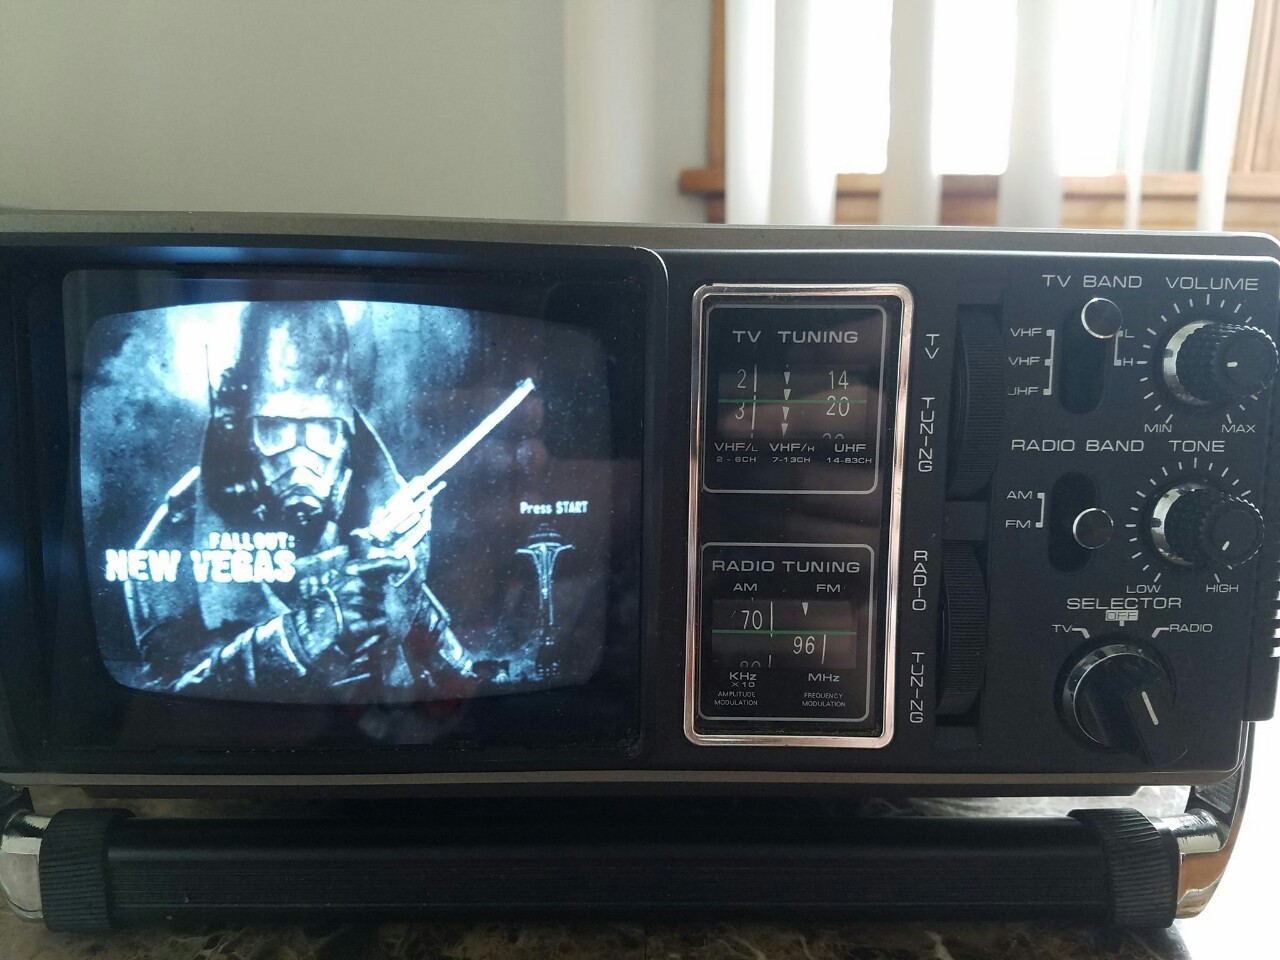 FALLOUT:
NEW VEGAS
Press START
TV TUNING
2 14
3 20
VHF/L VHF/H UHF
2-6CH 7-13CH 14-83CH
RADIO TUNING
AM FM
70
96
KHz MHz
X10
AMPLITUDE MODULATION
FREQUENCY MODULATION
TV TUNING
RADIO TUNING
TV BAND
VHF L
VHF H
UHF
VOLUME
MIN MAX
RADIO BAND
AM
FM
TONE
LOW HIGH
SELECTOR
OFF
TV RADIO